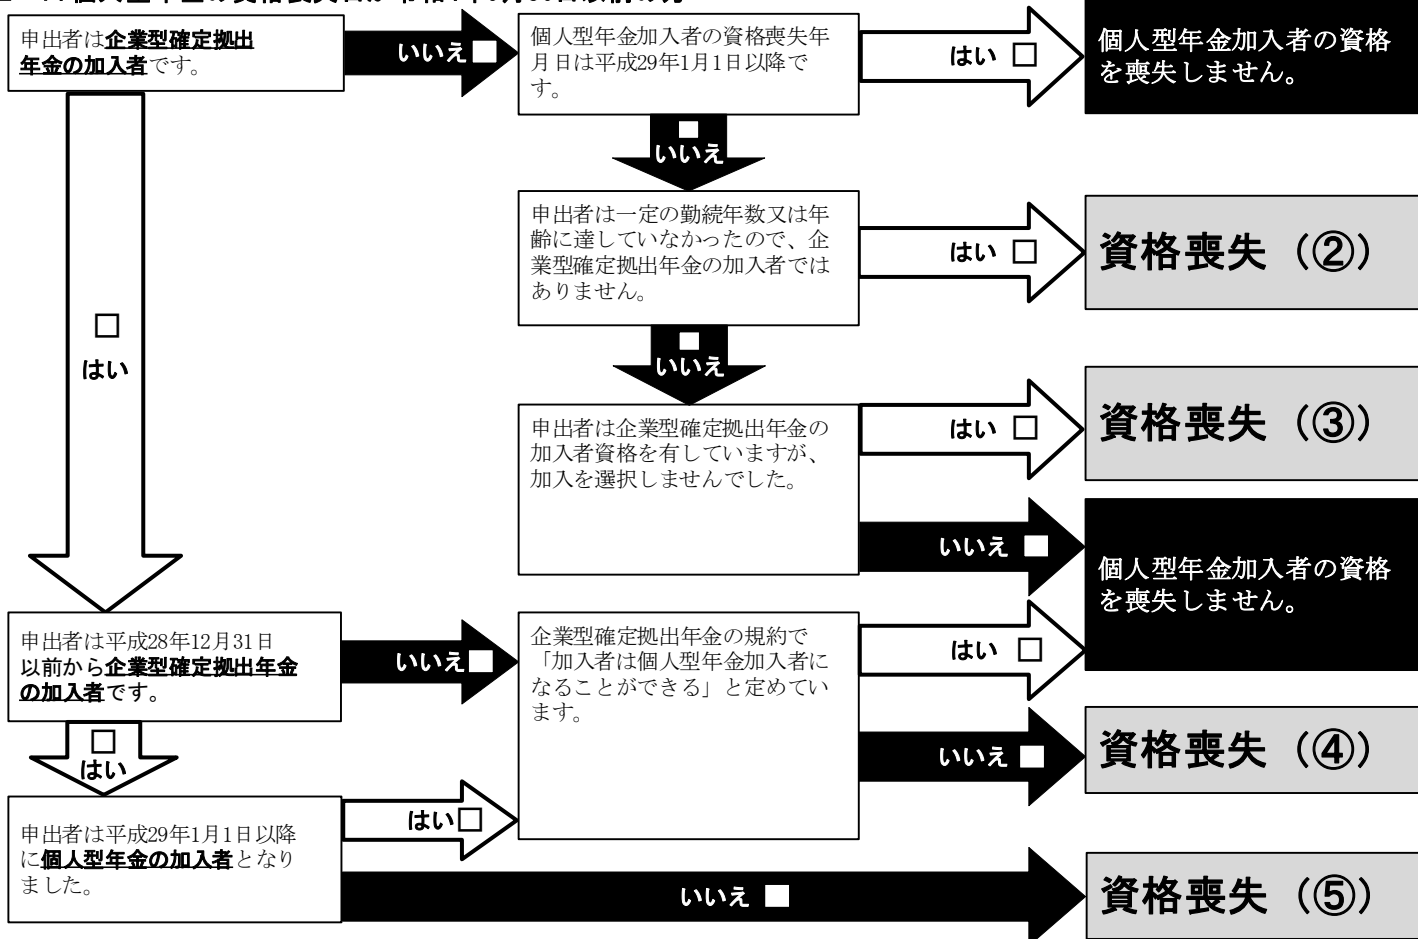 申出者は企業型確定拠出
年金の加入者です。
いいえ
個人型年金加入者の資格喪失年
月日は平成29年1月1日以降で
す。
はい □
個人型年金加入者の資格
を喪失しません。
いいえ
申出者は一定の勤続年数又は年
齢に達していなかったので、企
業型確定拠出年金の加入者では
ありません。
はい □
資格喪失（②）
□
はい
いいえ
申出者は企業型確定拠出年金の
加入者資格を有していますが、
加入を選択しませんでした。
はい □
資格喪失（③）
いいえ
個人型年金加入者の資格
を喪失しません。
申出者は平成28年12月31日
以前から企業型確定拠出年金
の加入者です。
いいえ
企業型確定拠出年金の規約で
「加入者は個人型年金加入者に
なることができる」と定めてい
ます。
はい □
いいえ
資格喪失（④）
□
はい
申出者は平成29年1月1日以降
に個人型年金の加入者となり
ました。
はい□
いいえ
資格喪失（⑤）